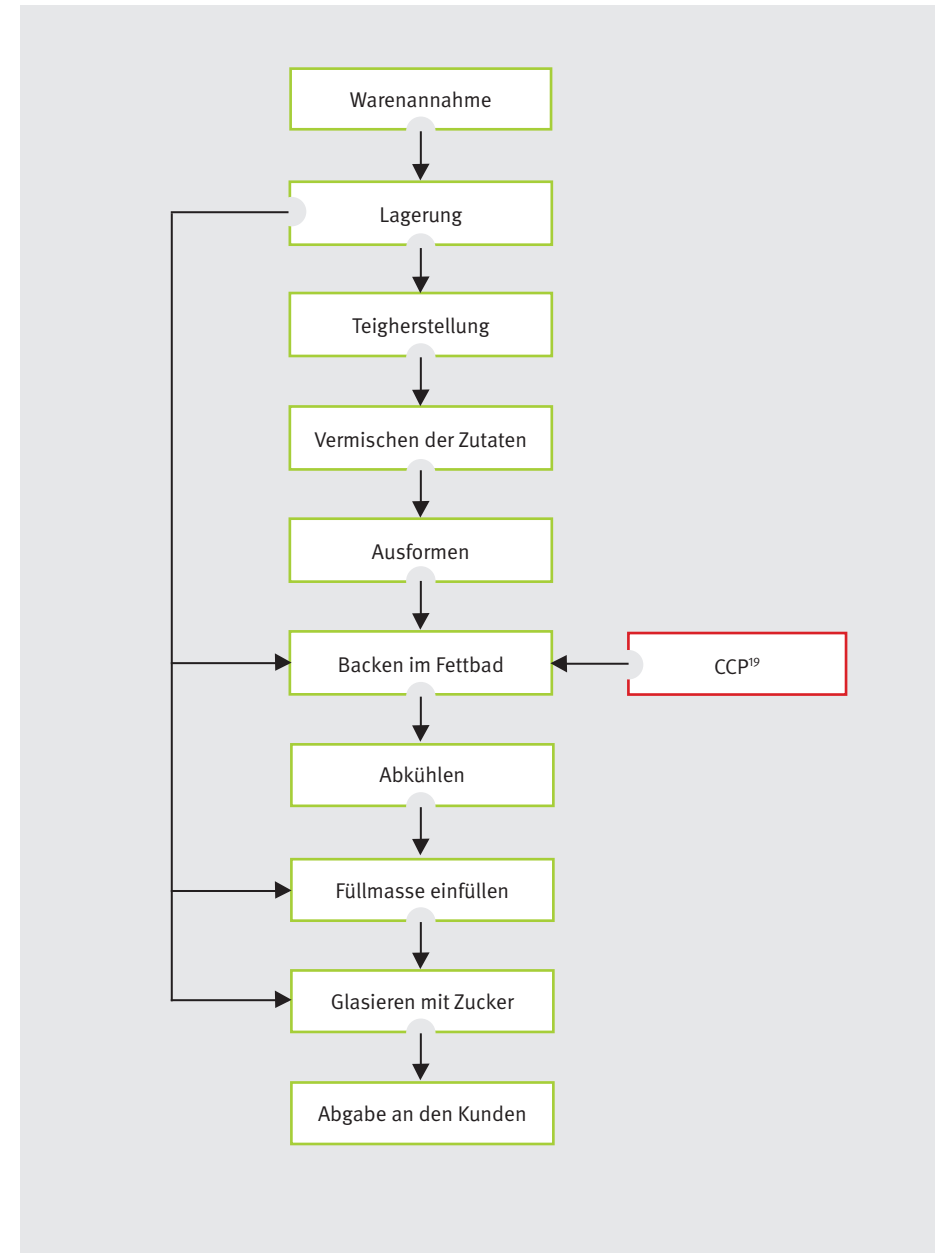 Warenannahme
Lagerung
Teigherstellung
Vermischen der Zutaten
Ausformen
Backen im Fettbad
CCP¹⁹
Abkühlen
Füllmasse einfüllen
Glasieren mit Zucker
Abgabe an den Kunden